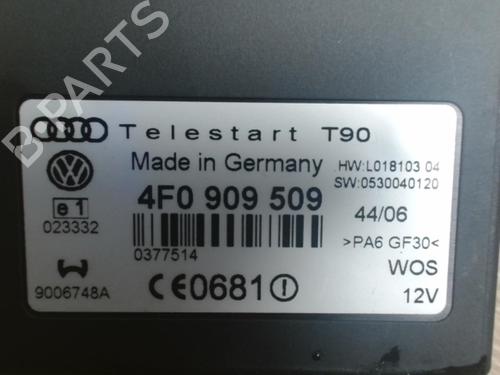 B PARTS
Telestart T90
Made in Germany
HW:L018103 04
SW:0530040120
4F0 909 509
e1
023332
0377514
44/06
>PA6 GF30<
9006748A
CE0681
WOS
12V